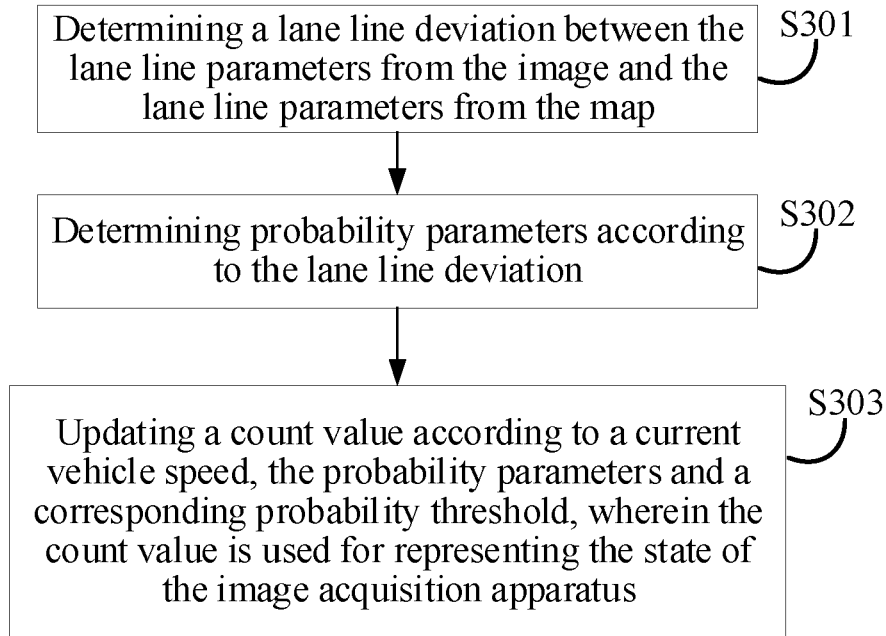 Determining a lane line deviation between the
lane line parameters from the image and the
lane line parameters from the map
S301
Determining probability parameters according
to the lane line deviation
S302
Updating a count value according to a current
vehicle speed, the probability parameters and a
corresponding probability threshold, wherein the
count value is used for representing the state of
the image acquisition apparatus
S303